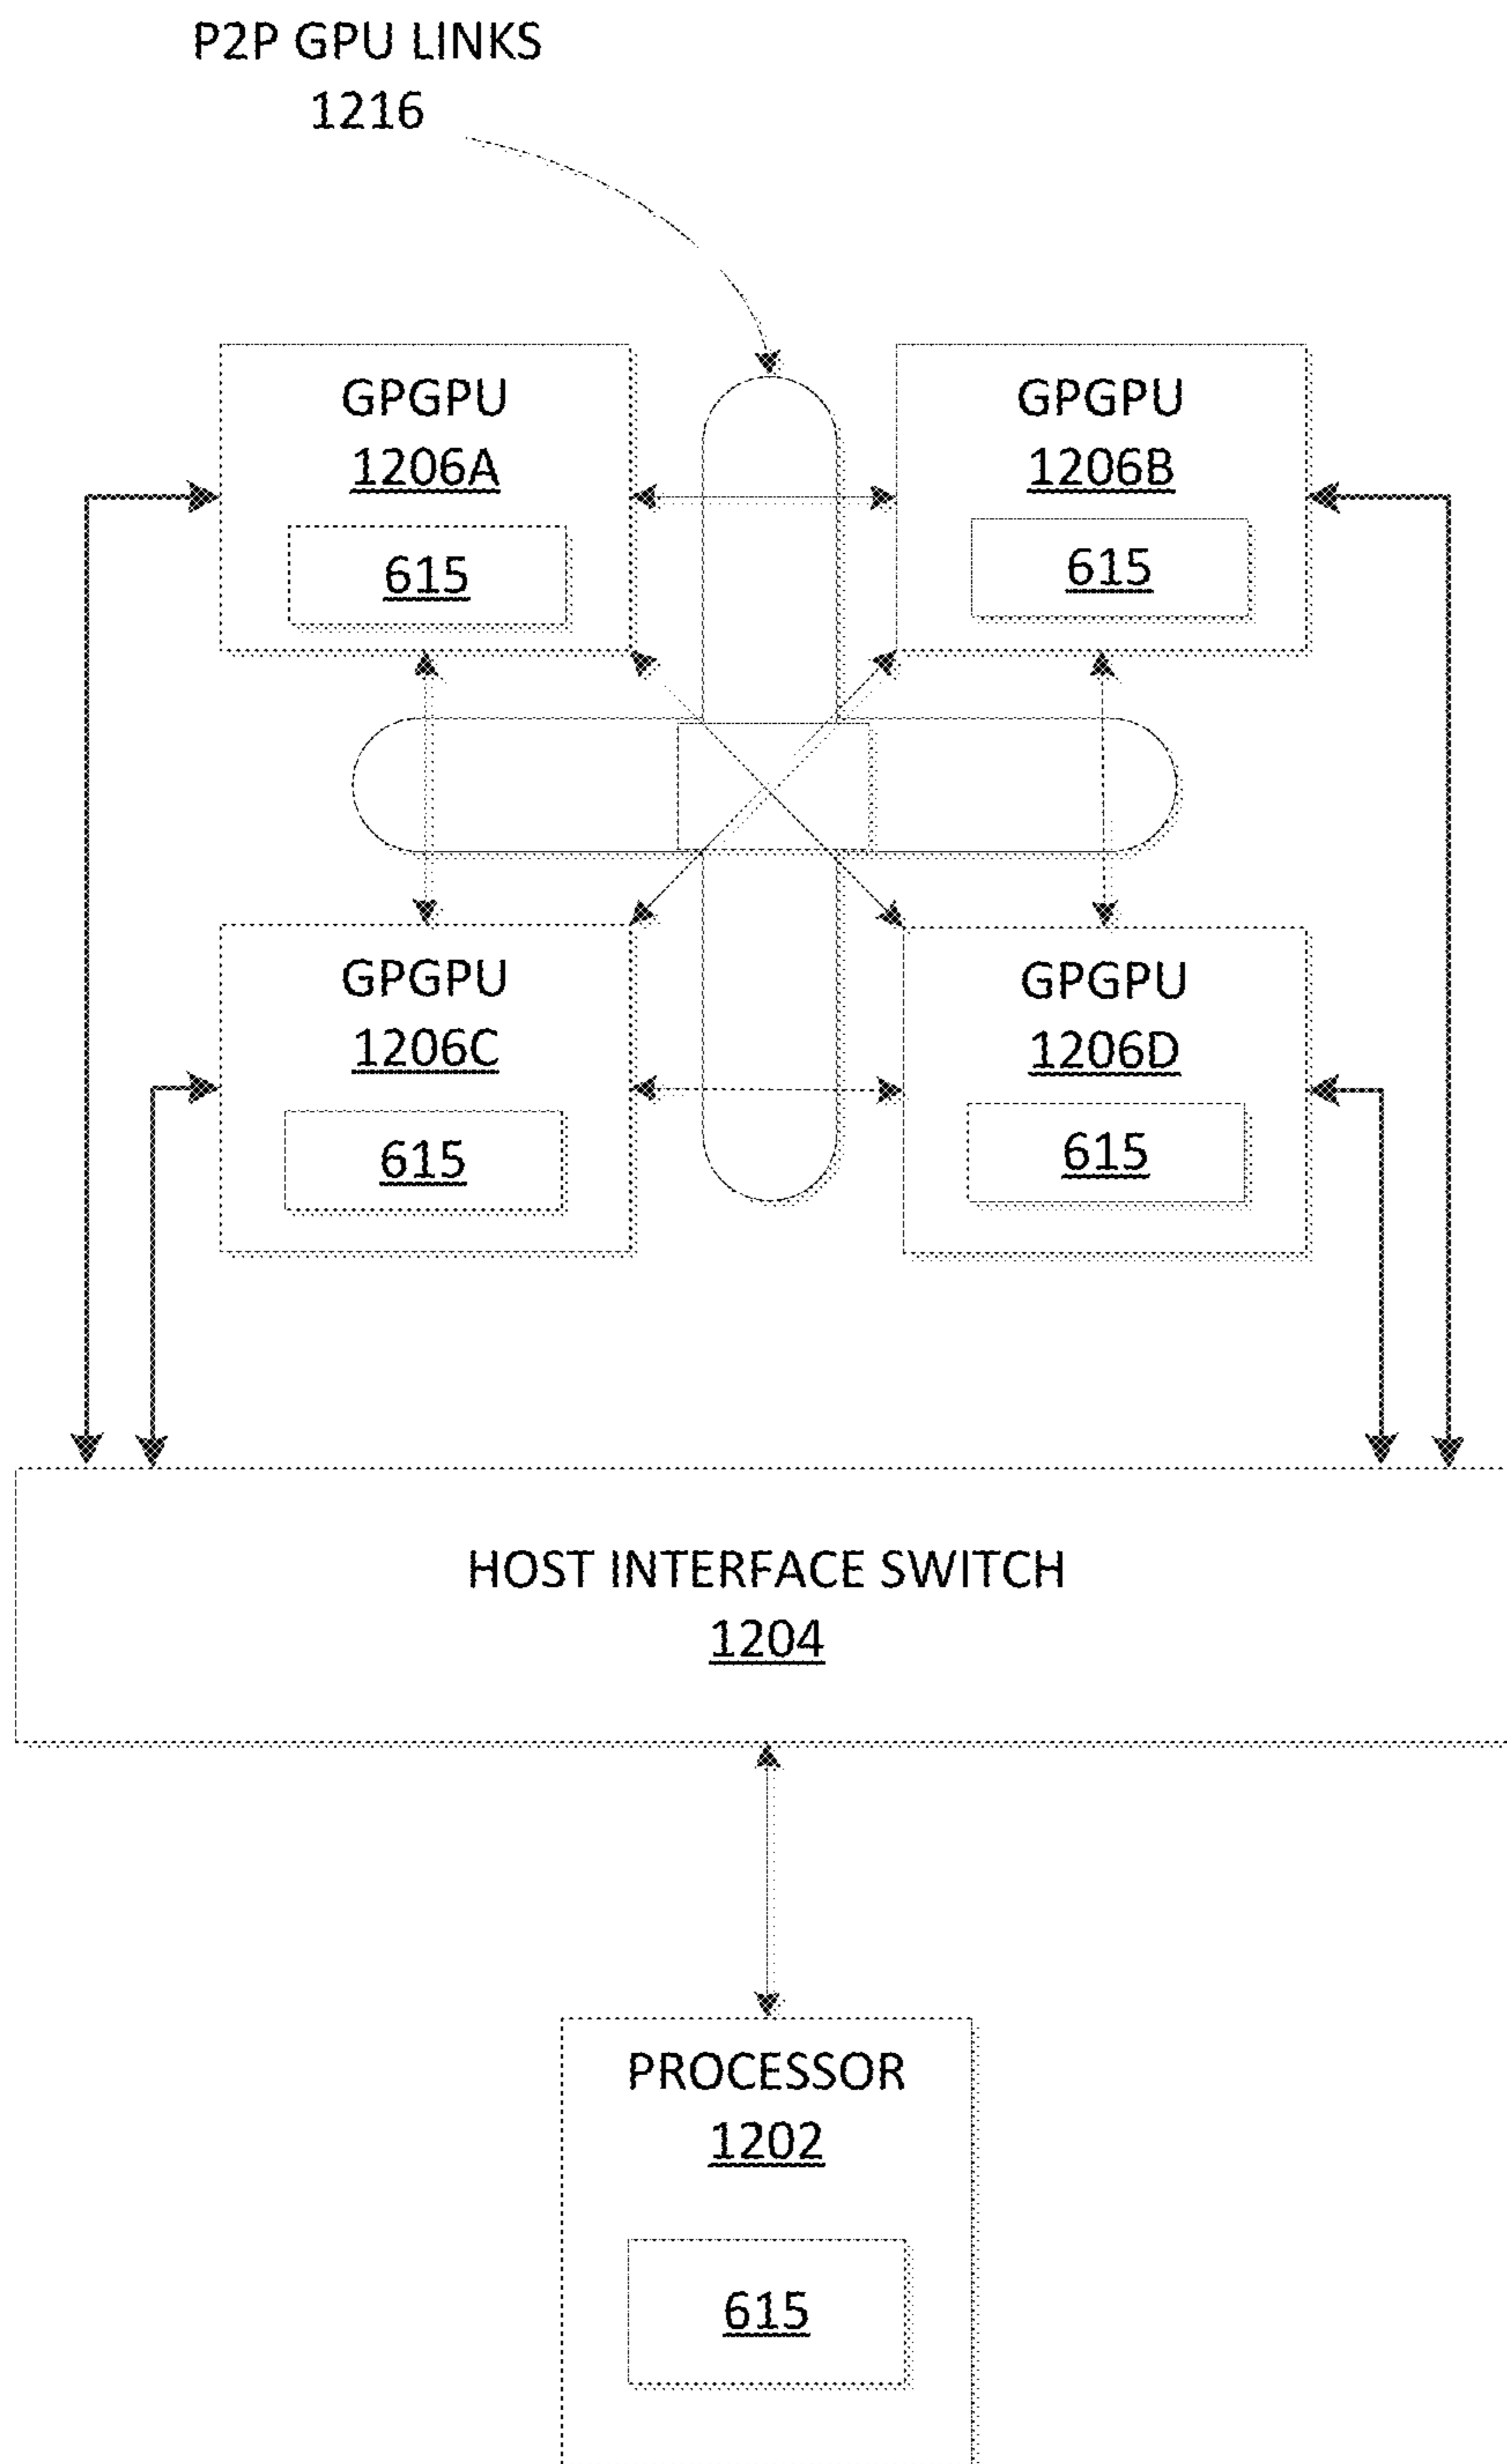 P2P GPU LINKS
1216
GPGPU
1206A
615
GPGPU
1206B
615
GPGPU
1206C
615
GPGPU
1206D
615
HOST INTERFACE SWITCH
1204
PROCESSOR
1202
615